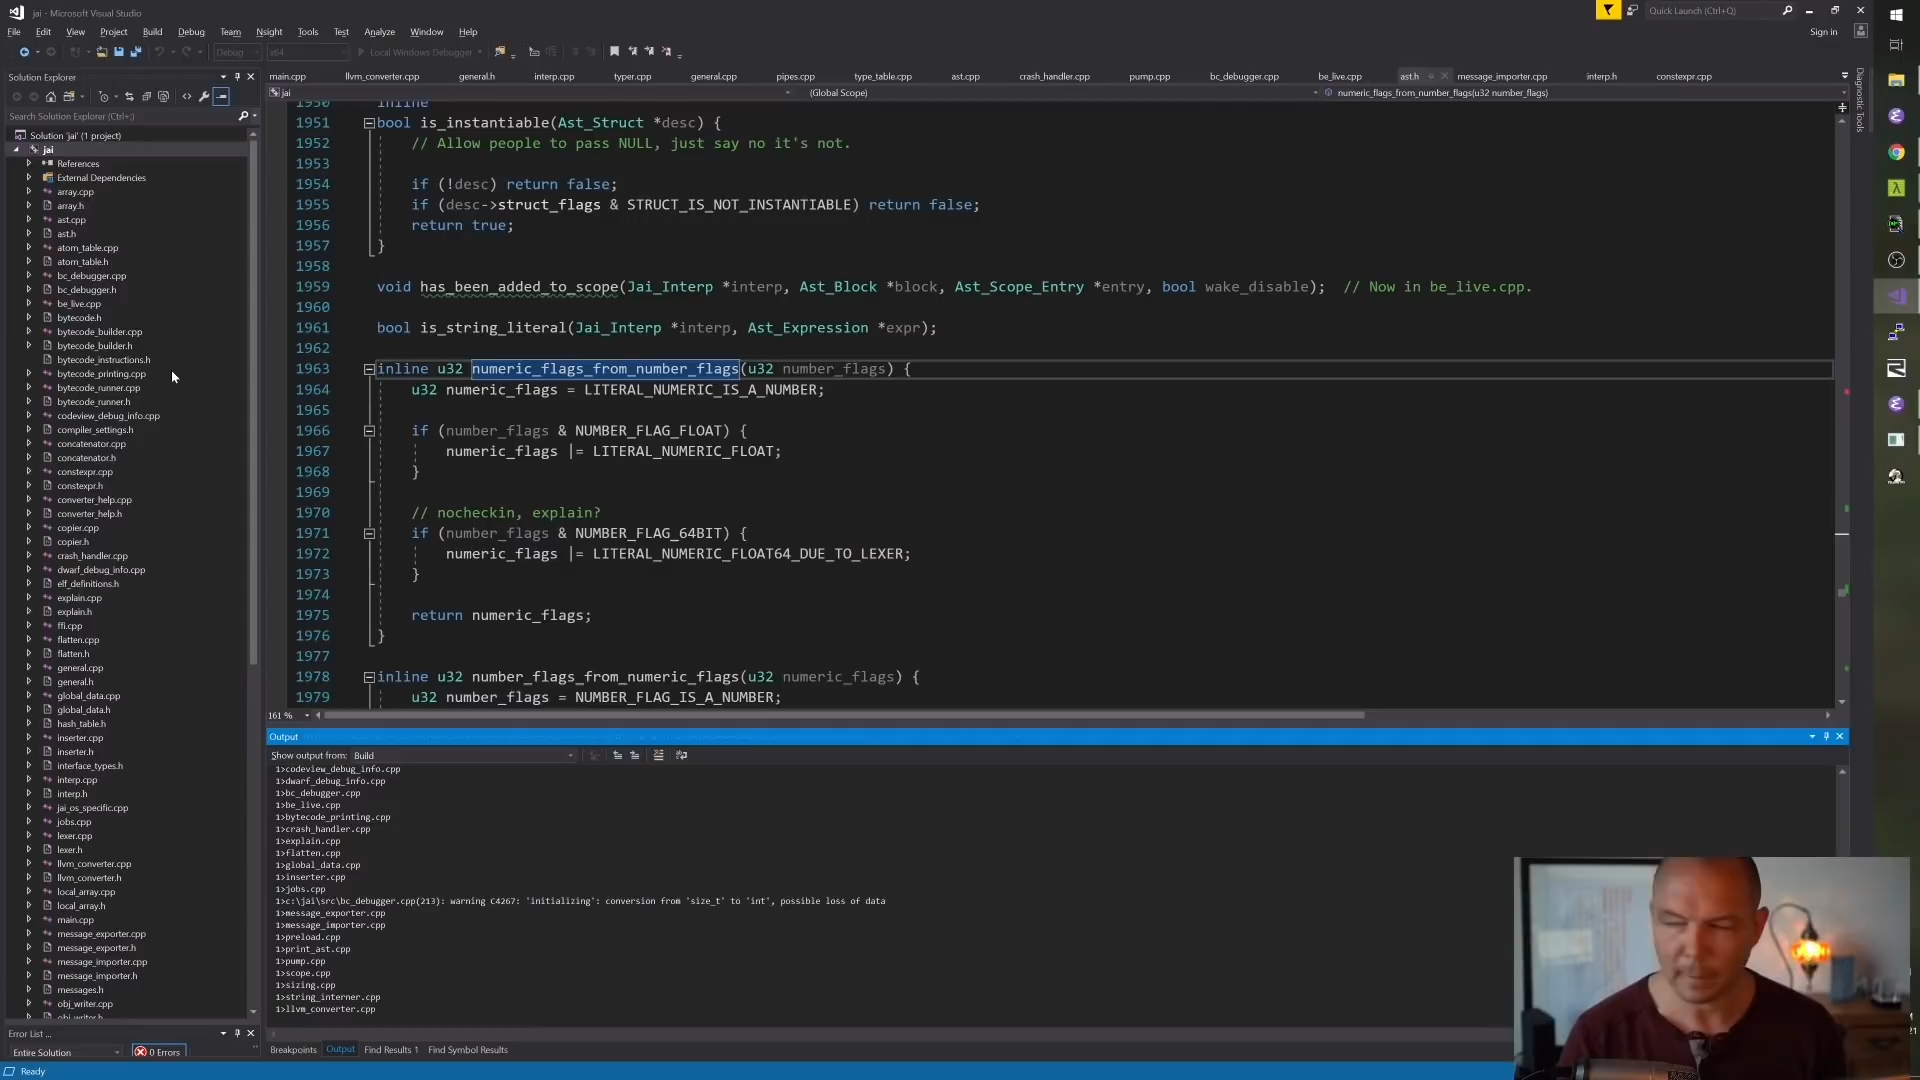 jai - Microsoft Visual Studio
Quick Launch (Ctrl+Q)
File Edit View Project Build Debug Team Nsight Tools Test Analyze Window Help
Sign in
Debug x64 Local Windows Debugger
Solution Explorer
Search Solution Explorer (Ctrl+;)
Solution 'jai' (1 project)
jai
References
External Dependencies
array.cpp
array.h
ast.cpp
ast.h
atom_table.cpp
atom_table.h
bc_debugger.cpp
bc_debugger.h
be_live.cpp
bytecode.h
bytecode_builder.cpp
bytecode_builder.h
bytecode_instructions.h
bytecode_printing.cpp
bytecode_runner.cpp
bytecode_runner.h
codeview_debug_info.cpp
compiler_settings.h
concatenator.cpp
concatenator.h
constexpr.cpp
constexpr.h
converter_help.cpp
converter_help.h
copier.cpp
copier.h
crash_handler.cpp
dwarf_debug_info.cpp
elf_definitions.h
explain.cpp
explain.h
ffi.cpp
flatten.cpp
flatten.h
general.cpp
general.h
global_data.cpp
global_data.h
hash_table.h
inserter.cpp
inserter.h
interface_types.h
interp.cpp
interp.h
jai_os_specific.cpp
jobs.cpp
lexer.cpp
lexer.h
llvm_converter.cpp
llvm_converter.h
local_array.cpp
local_array.h
main.cpp
message_exporter.cpp
message_exporter.h
message_importer.cpp
message_importer.h
messages.h
obj_writer.cpp
obj_writer.h
Error List ...
Entire Solution 0 Errors
Ready
main.cpp llvm_converter.cpp general.h interp.cpp typer.cpp general.cpp pipes.cpp type_table.cpp ast.cpp crash_handler.cpp pump.cpp bc_debugger.cpp be_live.cpp ast.h message_importer.cpp interp.h constexpr.cpp
jai (Global Scope) numeric_flags_from_number_flags(u32 number_flags)
Diagnostic Tools
1950 inline
1951 bool is_instantiable(Ast_Struct *desc) {
1952 // Allow people to pass NULL, just say no it's not.
1953
1954 if (!desc) return false;
1955 if (desc->struct_flags & STRUCT_IS_NOT_INSTANTIABLE) return false;
1956 return true;
1957 }
1958
1959 void has_been_added_to_scope(Jai_Interp *interp, Ast_Block *block, Ast_Scope_Entry *entry, bool wake_disable); // Now in be_live.cpp.
1960
1961 bool is_string_literal(Jai_Interp *interp, Ast_Expression *expr);
1962
1963 inline u32 numeric_flags_from_number_flags(u32 number_flags) {
1964 u32 numeric_flags = LITERAL_NUMERIC_IS_A_NUMBER;
1965
1966 if (number_flags & NUMBER_FLAG_FLOAT) {
1967 numeric_flags |= LITERAL_NUMERIC_FLOAT;
1968 }
1969
1970 // nocheckin, explain?
1971 if (number_flags & NUMBER_FLAG_64BIT) {
1972 numeric_flags |= LITERAL_NUMERIC_FLOAT64_DUE_TO_LEXER;
1973 }
1974
1975 return numeric_flags;
1976 }
1977
1978 inline u32 number_flags_from_numeric_flags(u32 numeric_flags) {
1979 u32 number_flags = NUMBER_FLAG_IS_A_NUMBER;
161 %
Output
Show output from: Build
1>codeview_debug_info.cpp
1>dwarf_debug_info.cpp
1>bc_debugger.cpp
1>be_live.cpp
1>bytecode_printing.cpp
1>crash_handler.cpp
1>explain.cpp
1>flatten.cpp
1>global_data.cpp
1>inserter.cpp
1>jobs.cpp
1>c:\jai\src\bc_debugger.cpp(213): warning C4267: 'initializing': conversion from 'size_t' to 'int', possible loss of data
1>message_exporter.cpp
1>message_importer.cpp
1>preload.cpp
1>print_ast.cpp
1>pump.cpp
1>scope.cpp
1>sizing.cpp
1>string_interner.cpp
1>llvm_converter.cpp
Breakpoints Output Find Results 1 Find Symbol Results